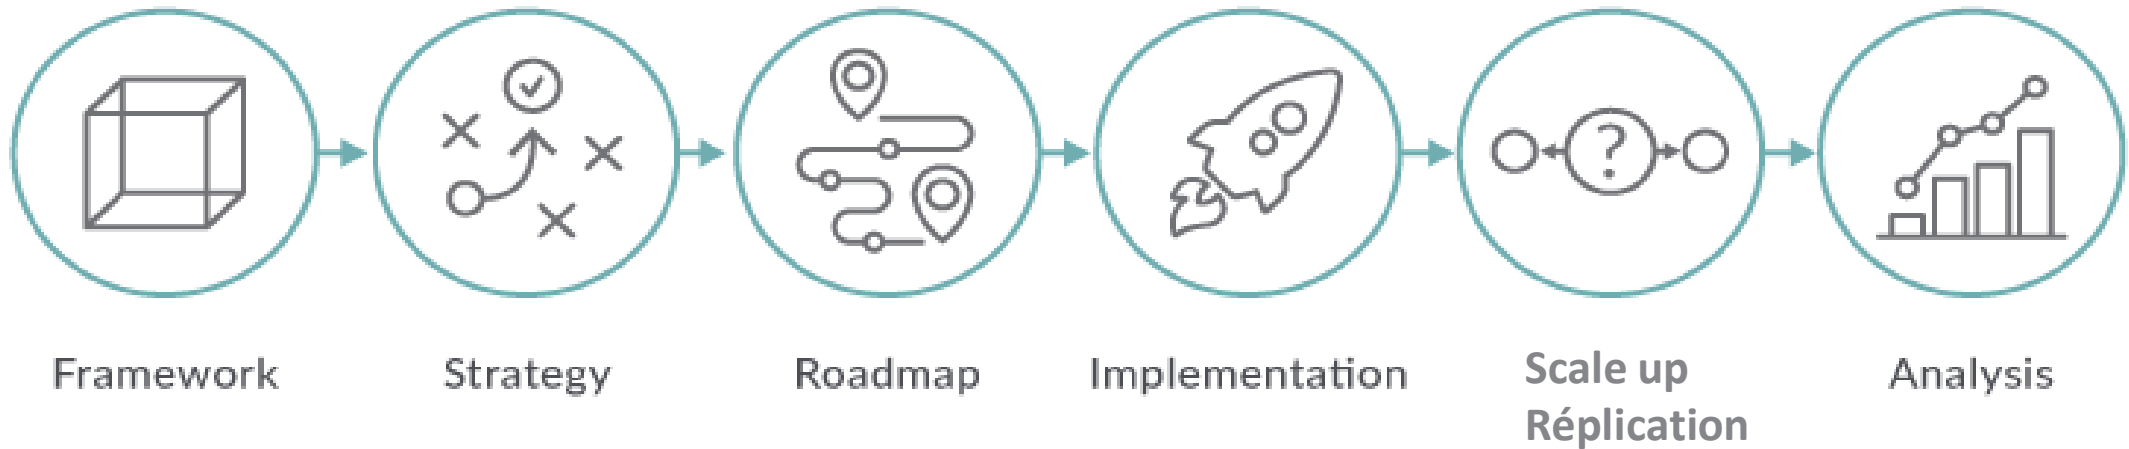 ?
Framework
Strategy
Roadmap
Implementation
Scale up
Réplication
Analysis